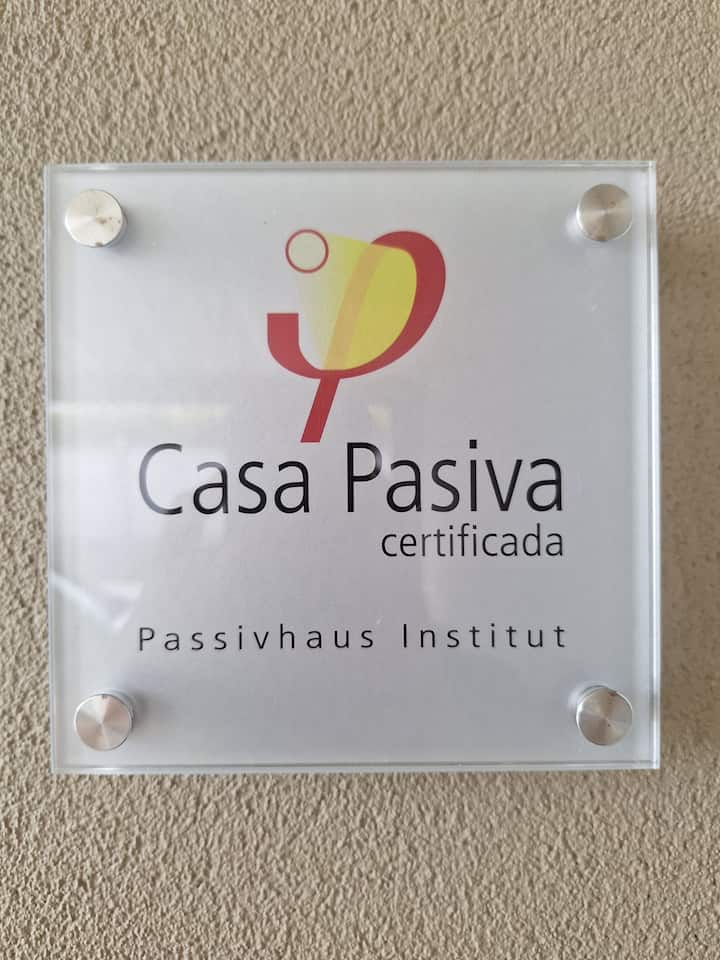 Casa Pasiva
certificada
Passivhaus Institut